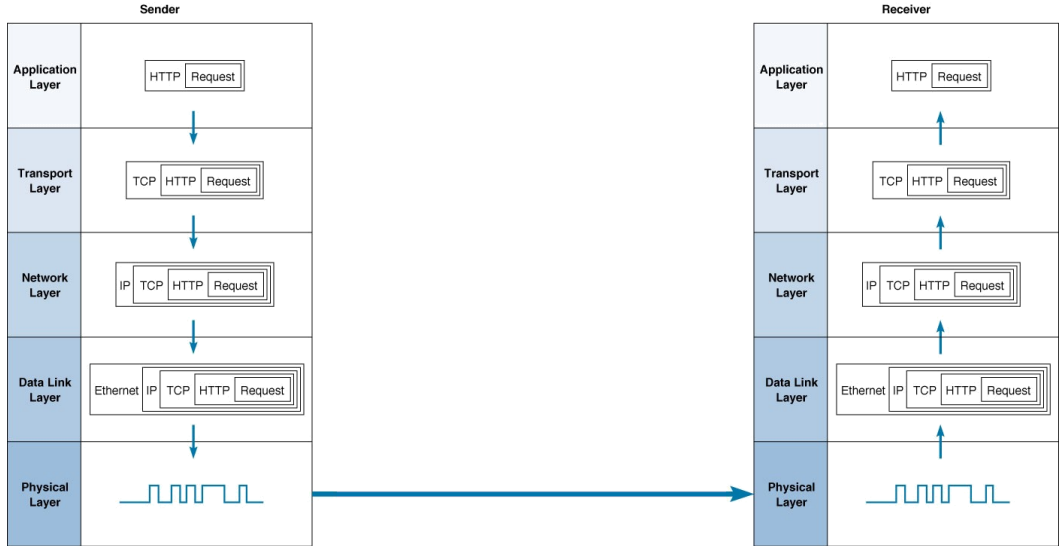 Sender
Application
Layer
HTTP Request
Transport
Layer
TCP HTTP Request
Network
Layer
IP TCP HTTP Request
Data Link
Layer
Ethernet IP TCP HTTP Request
Physical
Layer
Receiver
Application
Layer
HTTP Request
Transport
Layer
TCP HTTP Request
Network
Layer
IP TCP HTTP Request
Data Link
Layer
Ethernet IP TCP HTTP Request
Physical
Layer